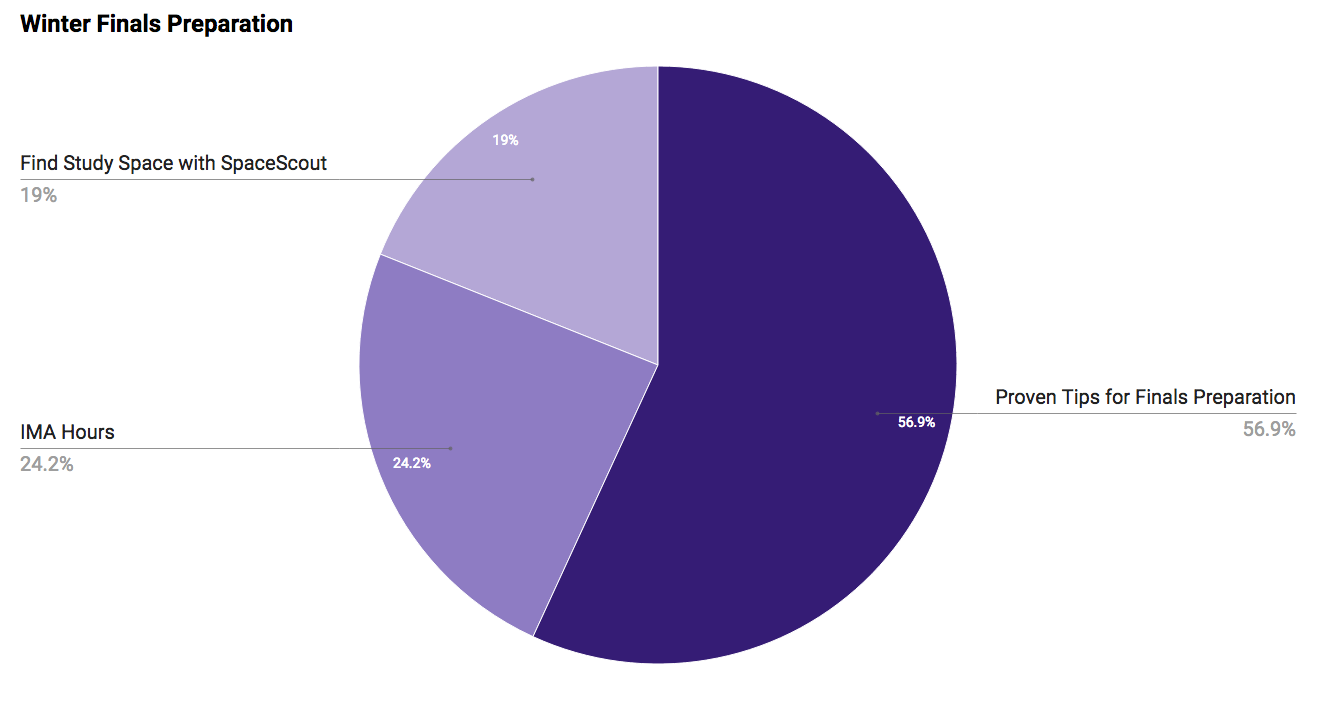 Winter Finals Preparation
19%
Find Study Space with SpaceScout
19%
Proven Tips for Finals Preparation
56.9%
56.9%
IMA Hours
24.2%
24.2%